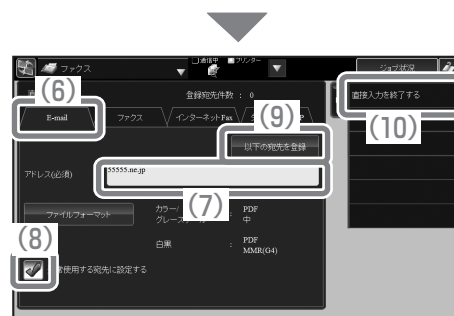 ファクス
通信中
プリンター
ジョブ状況
(6)
登録宛先件数 : 0
直接入力を終了する
(9)
(10)
E-mail
ファクス
インターネットFax
以下の宛先を登録
アドレス(必須)
55555.ne.jp
(7)
ファイルフォーマット
カラー/
グレースケール
:
PDF
中
(8)
白黒
:
PDF
MMR(G4)
常使用する宛先に設定する